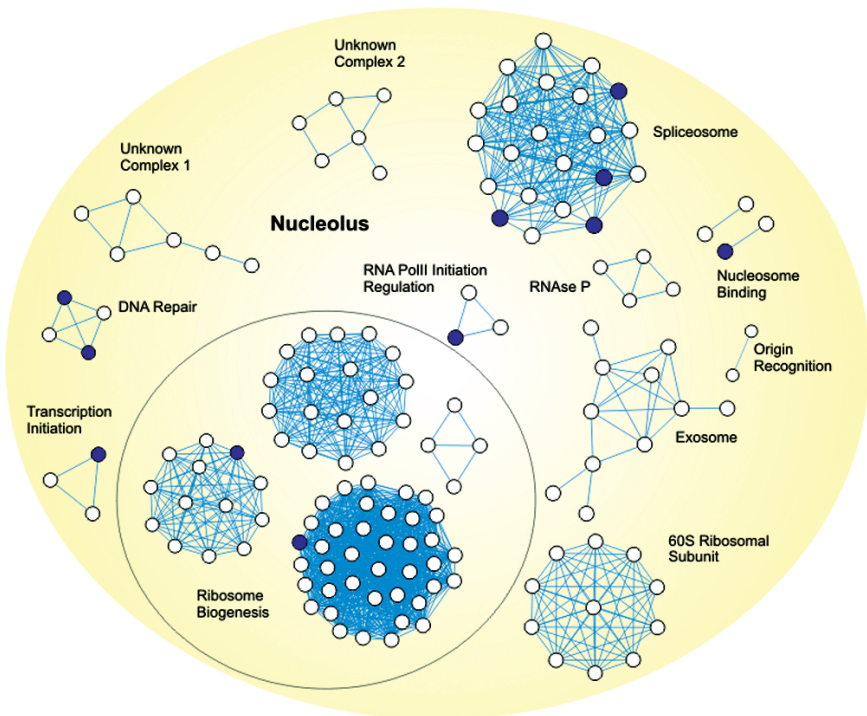 Unknown
Complex 2
Spliceosome
Unknown
Complex 1
Nucleolus
RNA PolII Initiation
Regulation
RNAse P
Nucleosome
Binding
DNA Repair
Origin
Recognition
Transcription
Initiation
Exosome
60S Ribosomal
Subunit
Ribosome
Biogenesis